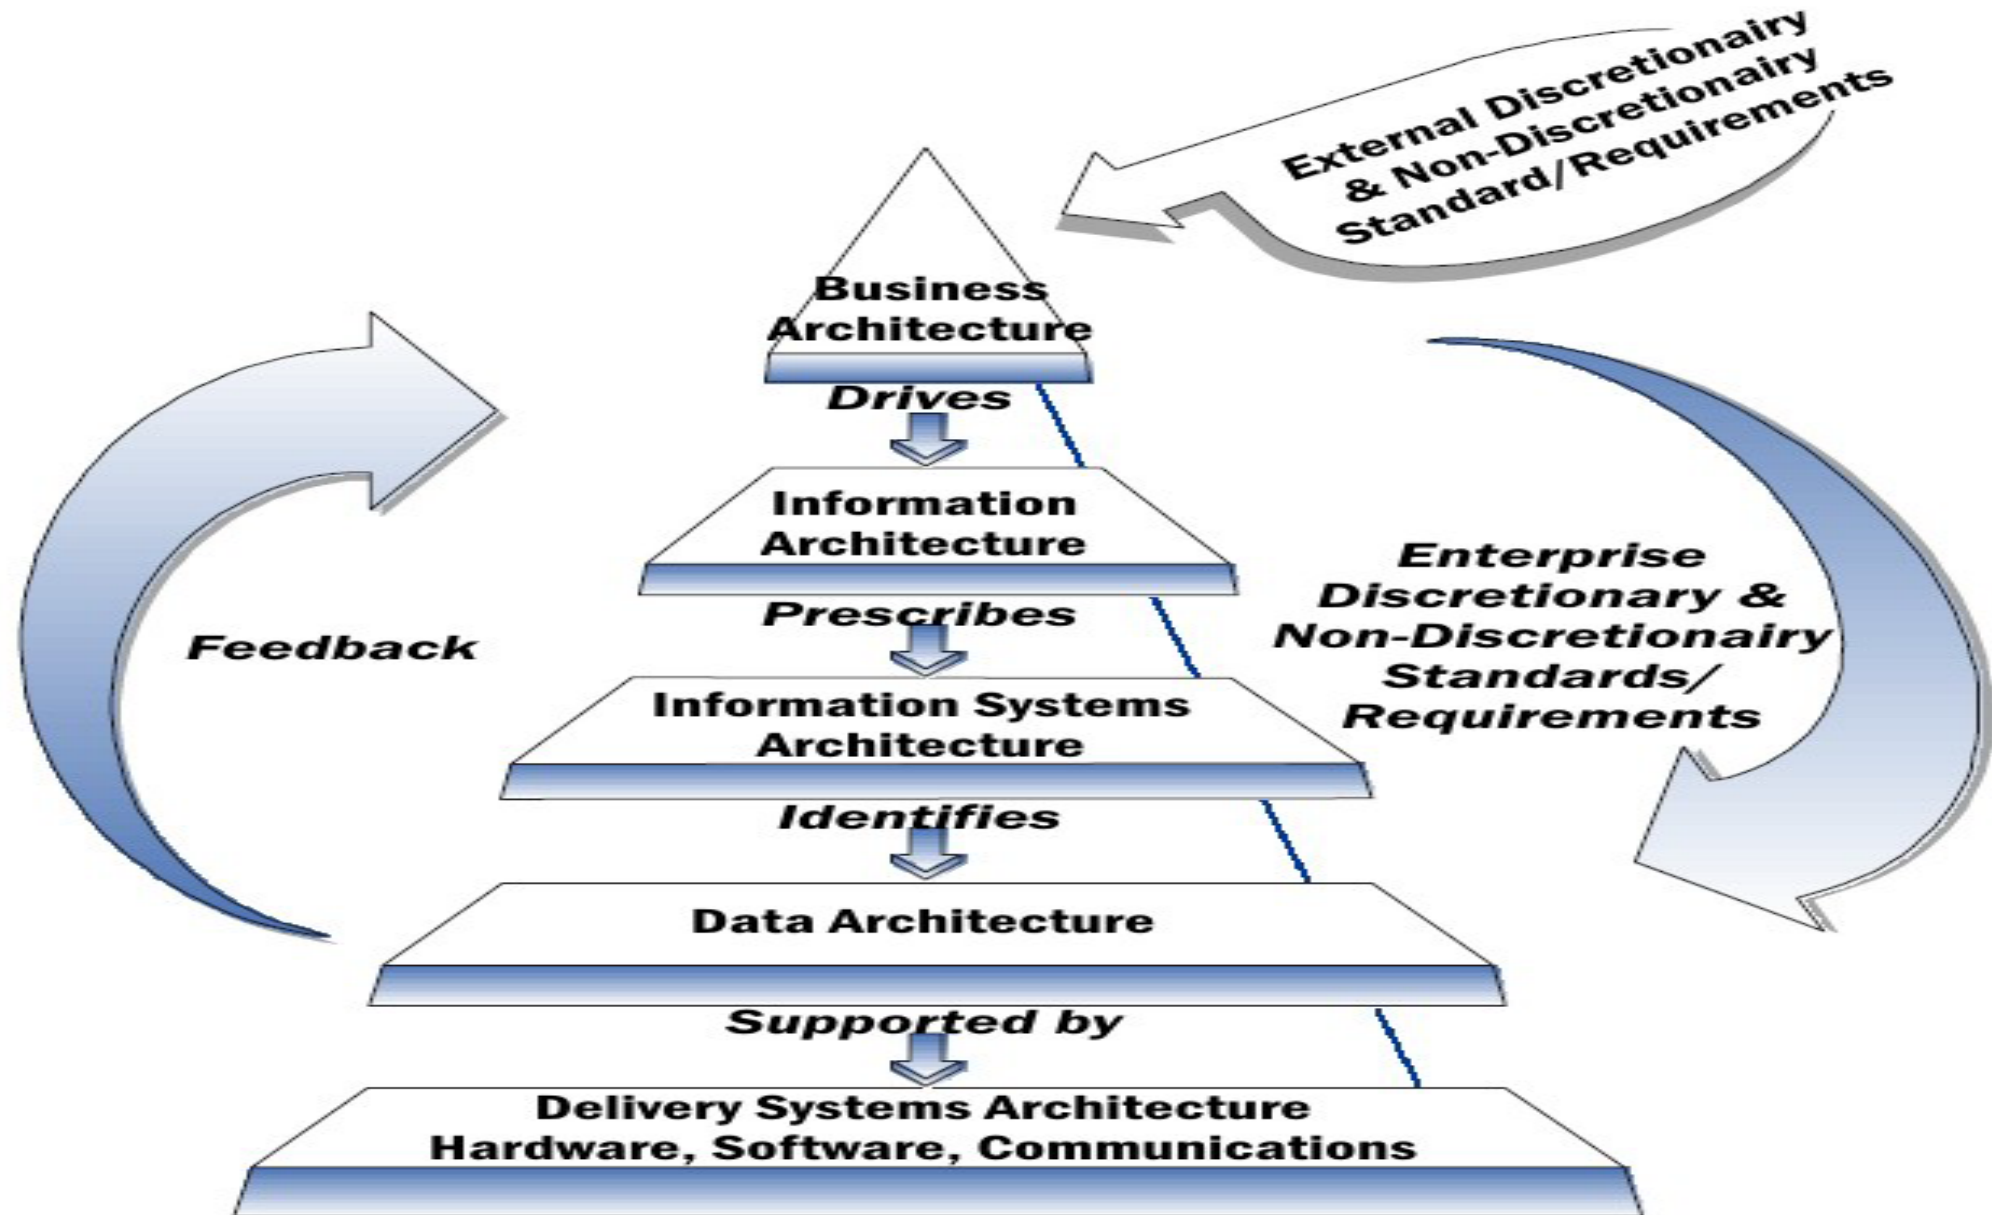 External Discretionairy
& Non-Discretionairy
Standard/Requirements
Business
Architecture
Drives
Information
Architecture
Prescribes
Information Systems
Architecture
Identifies
Data Architecture
Supported by
Delivery Systems Architecture
Hardware, Software, Communications
Feedback
Enterprise
Discretionary &
Non-Discretionairy
Standards/
Requirements